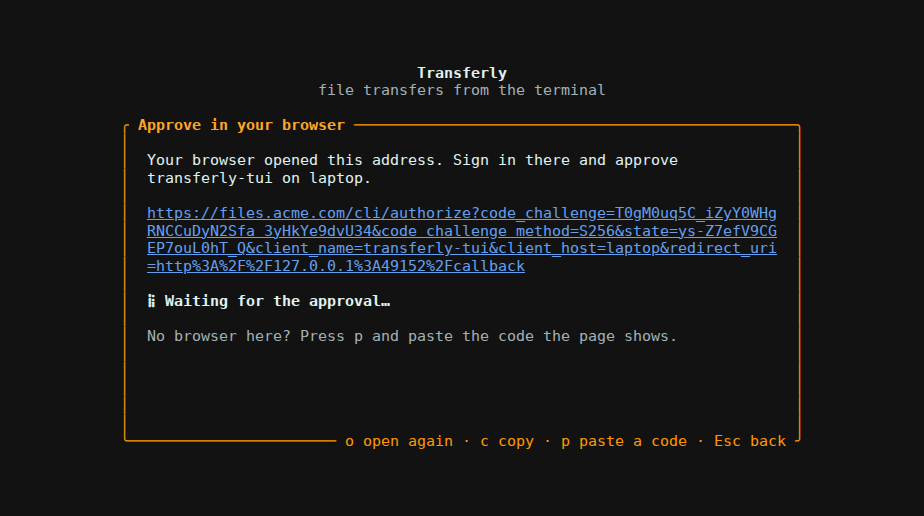 Transferly
file transfers from the terminal
Approve in your browser
Your browser opened this address. Sign in there and approve
transferly-tui on laptop.
https://files.acme.com/cli/authorize?code_challenge=T0gM0uq5C_iZyY0WHg
RNCCuDyN2Sfa_3yHkYe9dvU34&code_challenge_method=S256&state=ys-Z7efV9CG
EP7ouL0hT_Q&client_name=transferly-tui&client_host=laptop&redirect_uri
=http%3A%2F%2F127.0.0.1%3A49152%2Fcallback
Waiting for the approval…
No browser here? Press p and paste the code the page shows.
o open again · c copy · p paste a code · Esc back